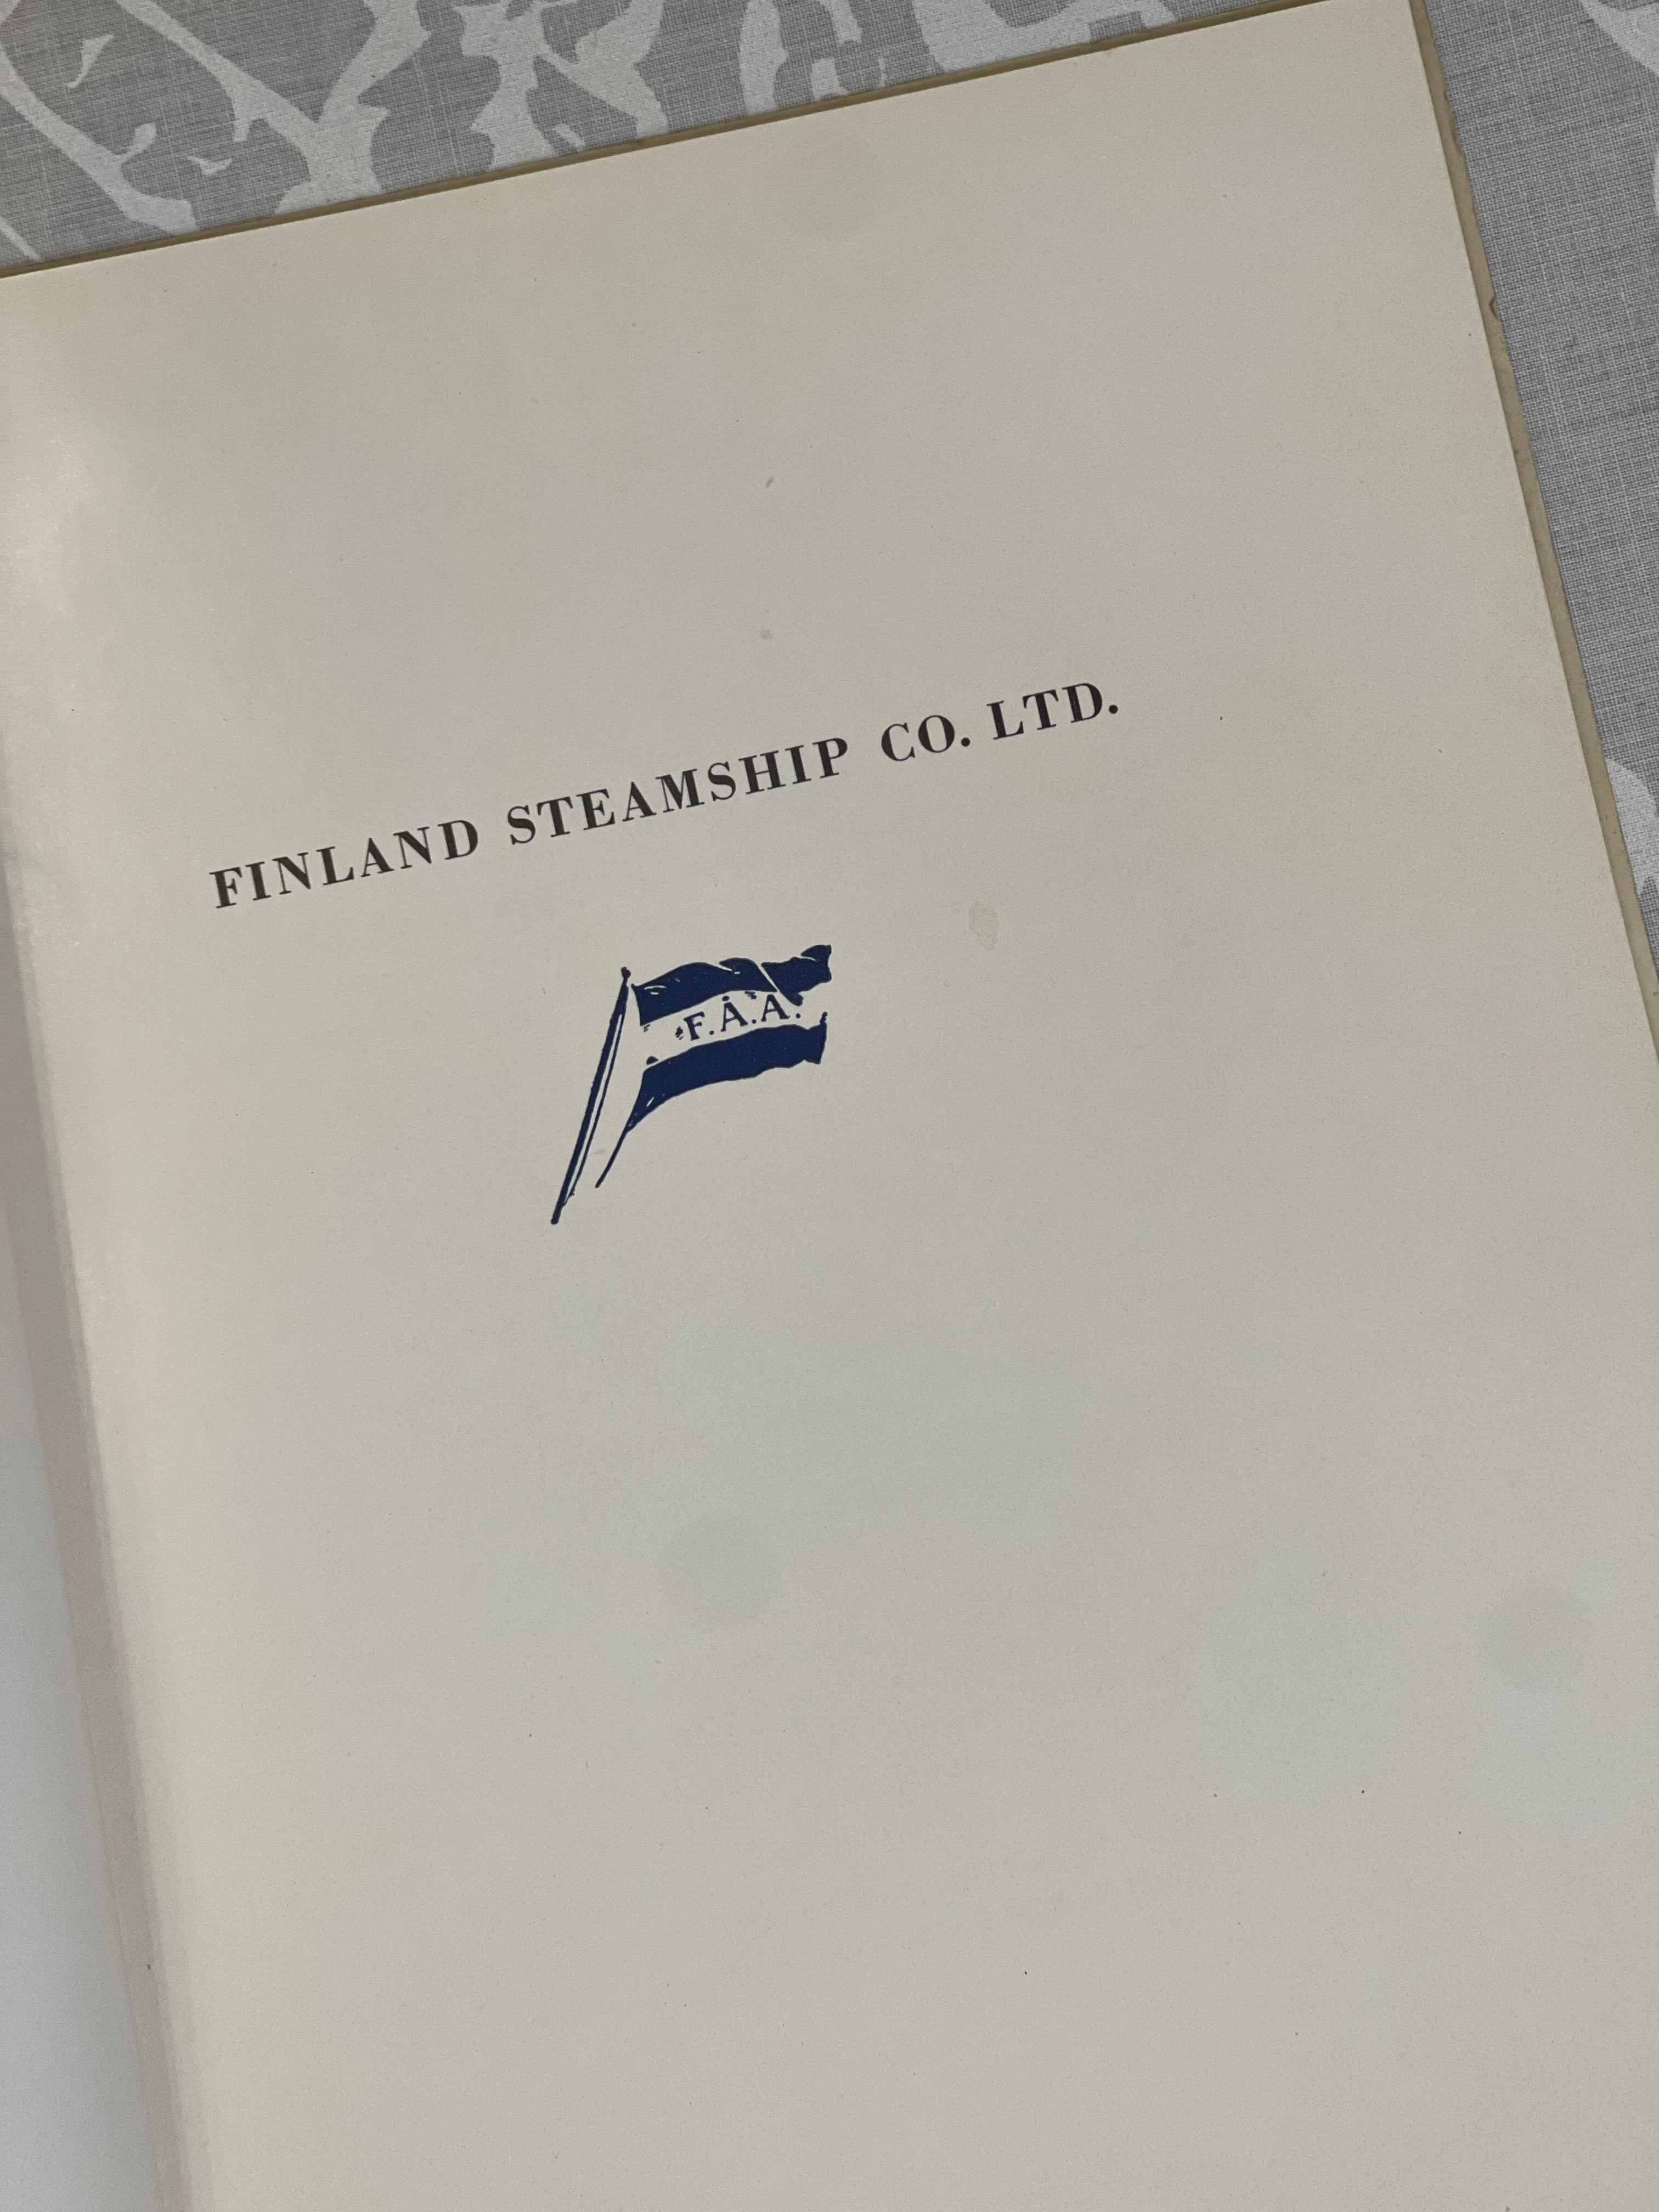 FINLAND STEAMSHIP CO. LTD.
F.Å.A.